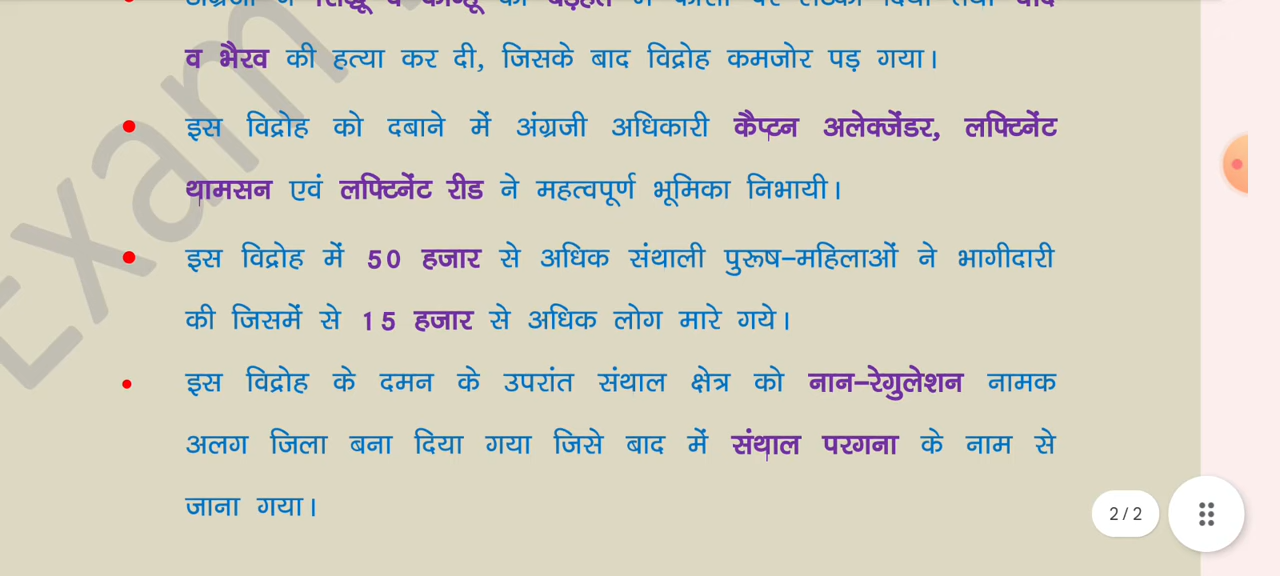 व भैरव की हत्या कर दी, जिसके बाद विद्रोह कमजोर पड़ गया।
इस विद्रोह को दबाने में अंग्रजी अधिकारी कैप्टन अलेक्जेंडर, लफ्टिनेंट
थामसन एवं लफ्टिनेंट रीड ने महत्वपूर्ण भूमिका निभायी।
इस विद्रोह में 50 हजार से अधिक संथाली पुरूष-महिलाओं ने भागीदारी
की जिसमें से 15 हजार से अधिक लोग मारे गये।
इस विद्रोह के दमन के उपरांत संथाल क्षेत्र को नान-रेगुलेशन नामक
अलग जिला बना दिया गया जिसे बाद में संथाल परगना के नाम से
जाना गया।
2 / 2
Exam